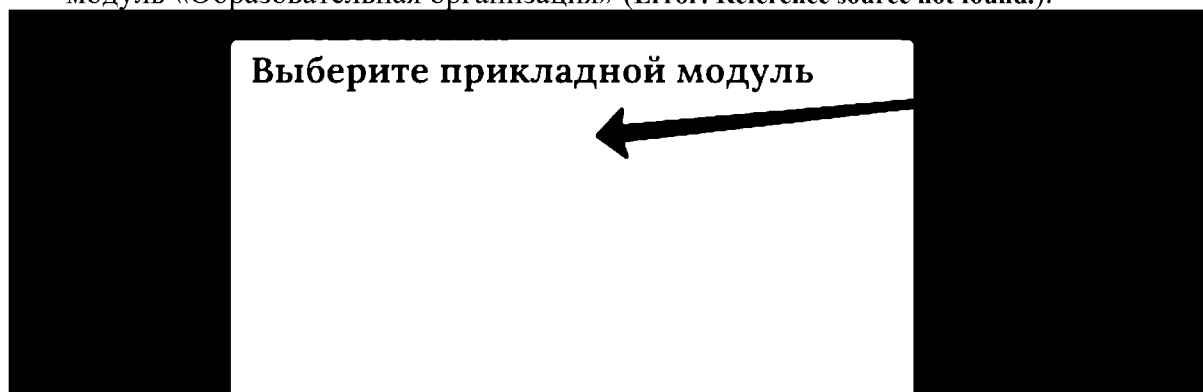 модуль «Образовательная организация» (Error! Reference source not found.).
Выберите прикладной модуль